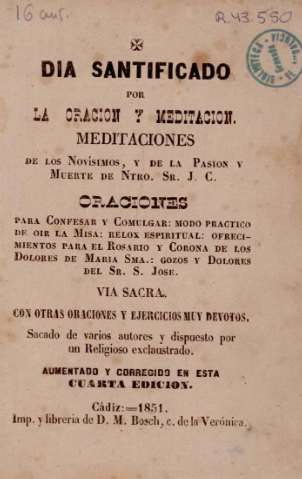 16 cm.
R.43.550
BIBLIOTECA
✠
DIA SANTIFICADO
POR
LA ORACION Y MEDITACION.
MEDITACIONES
DE LOS NOVISIMOS, Y DE LA PASION Y
MUERTE DE NTRO. SR. J. C.
ORACIONES
PARA CONFESAR Y COMULGAR: MODO PRACTICO
DE OIR LA MISA: RELOX ESPIRITUAL: OFRECI-
MIENTOS PARA EL ROSARIO Y CORONA DE LOS
DOLORES DE MARIA SMA.: GOZOS Y DOLORES
DEL SR. S. JOSE.
VIA SACRA.
CON OTRAS ORACIONES Y EJERCICIOS MUY DEVOTOS.
Sacado de varios autores y dispuesto por
un Religioso exclaustrado.
AUMENTADO Y CORREGIDO EN ESTA
CUARTA EDICION.
Cádiz:=1851.
Imp. y libreria de D. M. Bosch, c. de la Verónica.